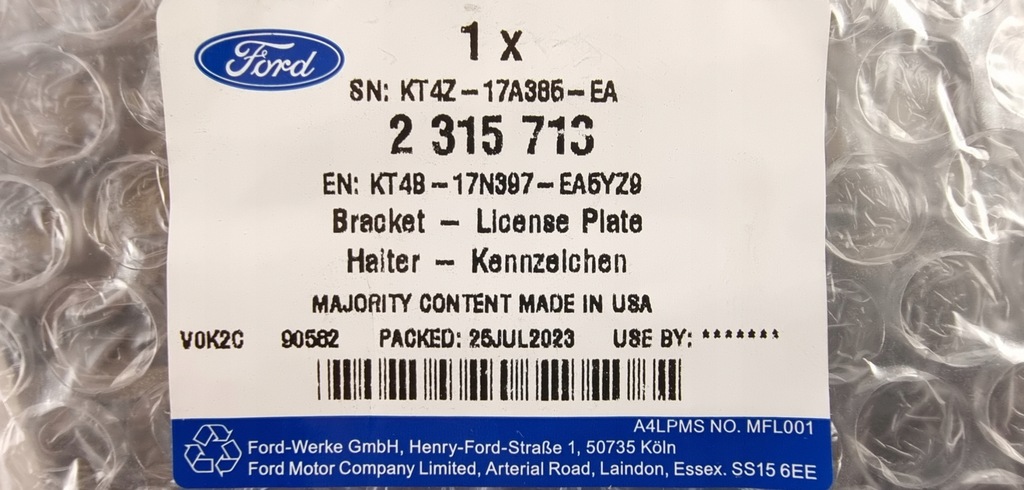 Ford
1 x
SN: KT4Z-17A385-EA
2 315 713
EN: KT4B-17N397-EA5YZ9
Bracket - License Plate
Halter - Kennzeichen
MAJORITY CONTENT MADE IN USA
V0K2C 90582 PACKED: 25JUL2023 USE BY: *******
A4LPMS NO. MFL001
Ford-Werke GmbH, Henry-Ford-Straße 1, 50735 Köln
Ford Motor Company Limited, Arterial Road, Laindon, Essex. SS15 6EE